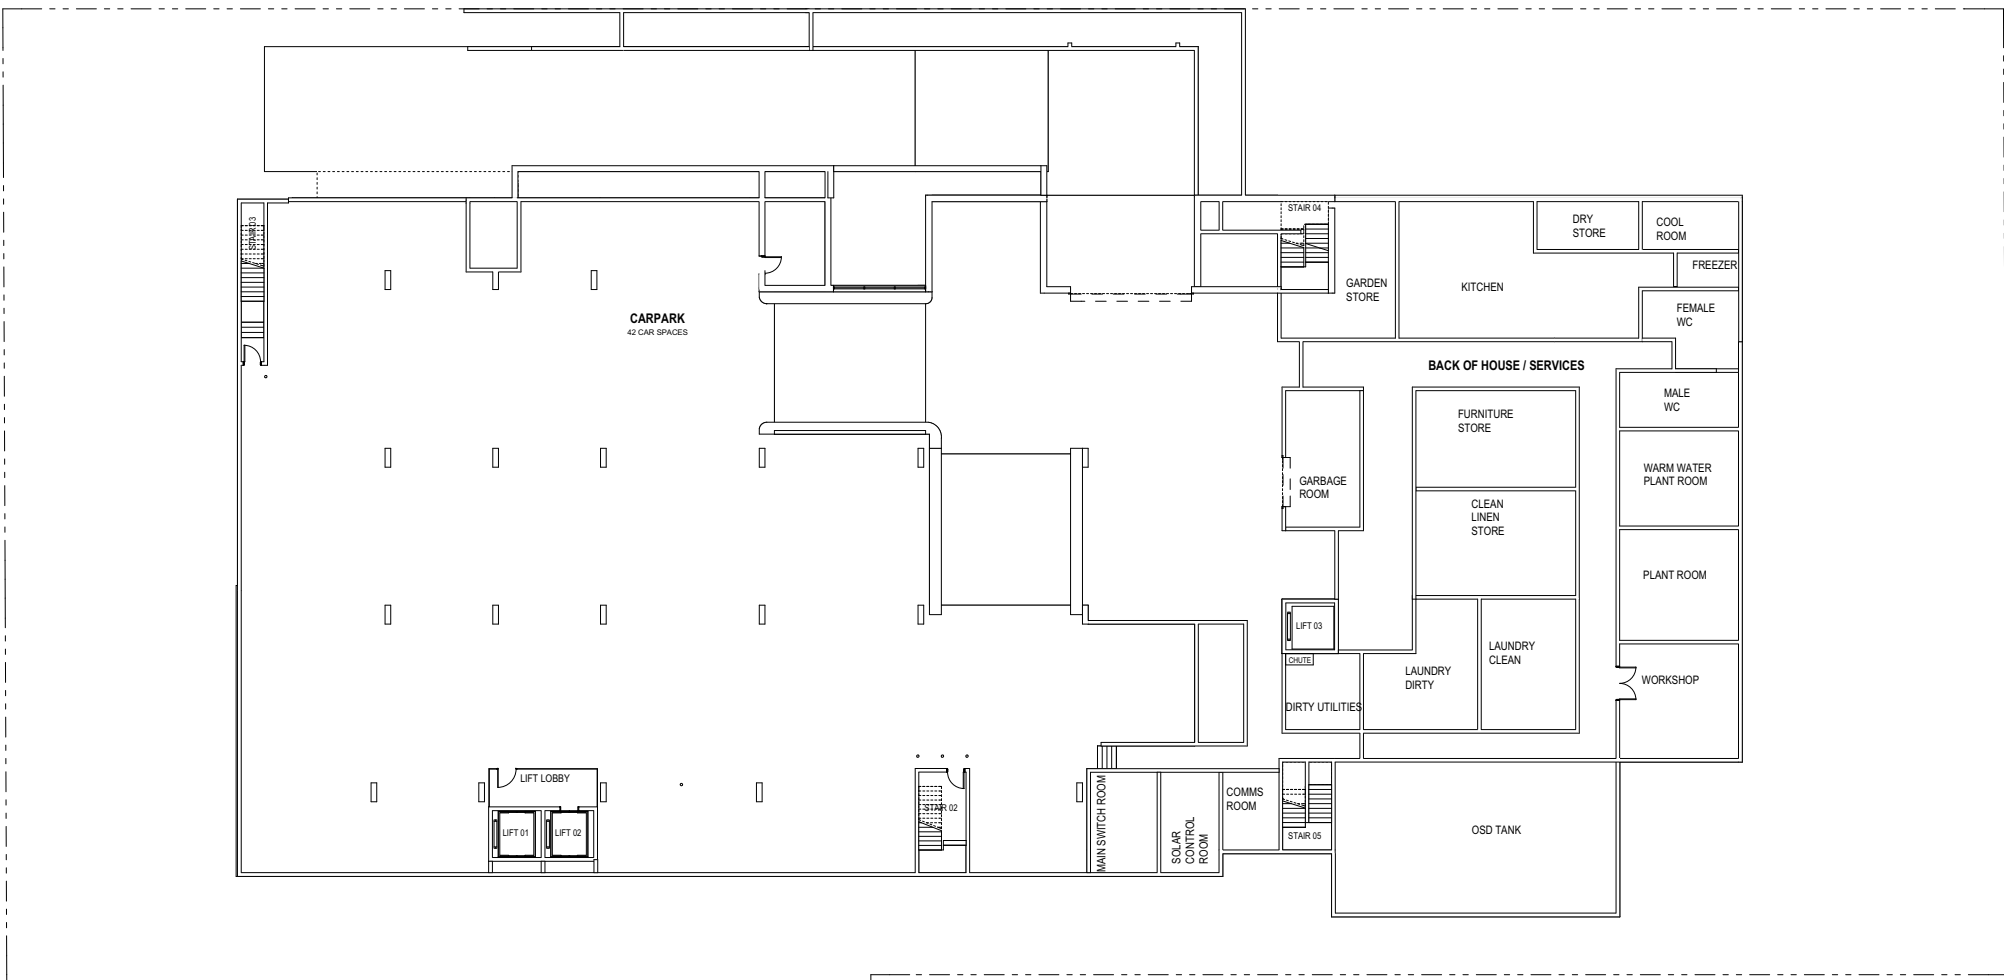 STAIR 03
STAIR 04
DRY
STORE
COOL
ROOM
FREEZER
GARDEN
STORE
KITCHEN
FEMALE
WC
CARPARK
42 CAR SPACES
BACK OF HOUSE / SERVICES
MALE
WC
FURNITURE
STORE
WARM WATER
PLANT ROOM
GARBAGE
ROOM
CLEAN
LINEN
STORE
PLANT ROOM
LIFT 03
CHUTE
LAUNDRY
CLEAN
LAUNDRY
DIRTY
WORKSHOP
DIRTY UTILITIES
LIFT LOBBY
LIFT 01
LIFT 02
STAIR 02
MAIN SWITCH ROOM
SOLAR
CONTROL
ROOM
COMMS
ROOM
STAIR 05
OSD TANK